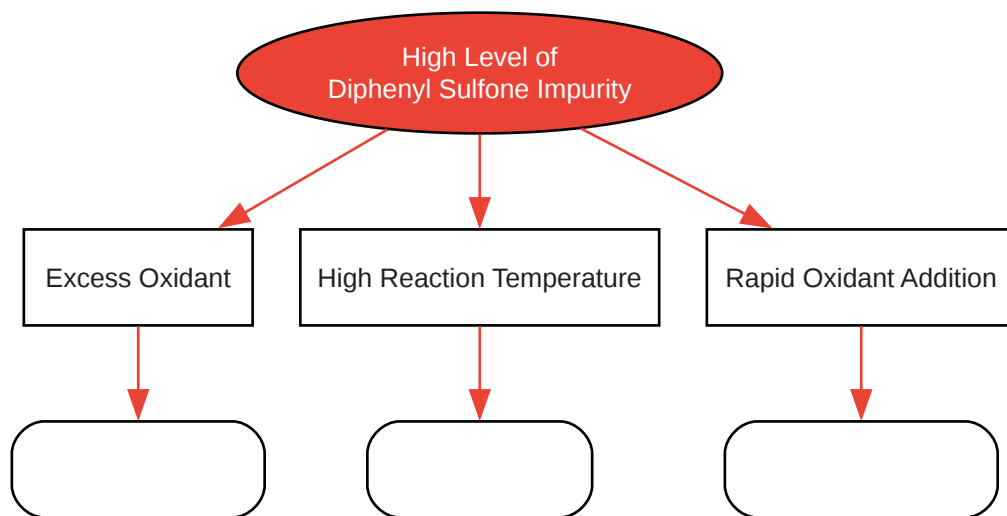 High Level of
Diphenyl Sulfone Impurity
Excess Oxidant
High Reaction Temperature
Rapid Oxidant Addition